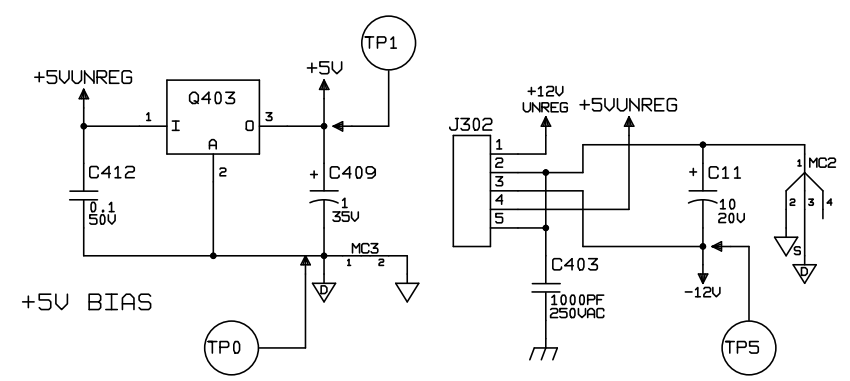 TP1
+5V
+5VUNREG
Q403
1
I
O
3
A
2
C412
0.1
50V
+
C409
1
35V
MC3
1
2
D
+5V BIAS
TP0
+12V
UNREG
+5VUNREG
J302
1
2
3
4
5
+
C11
10
20V
1
MC2
2
3
4
S
D
C403
1000PF
250VAC
-12V
TP5